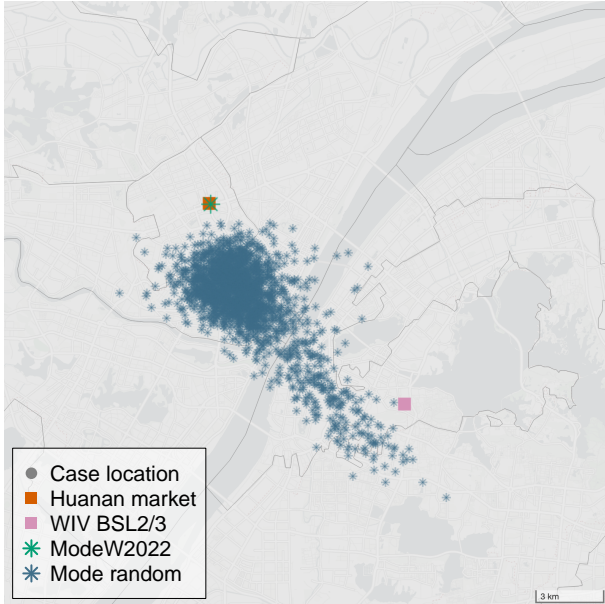 Case location
Huanan market
WIV BSL2/3
ModeW2022
Mode random
3 km